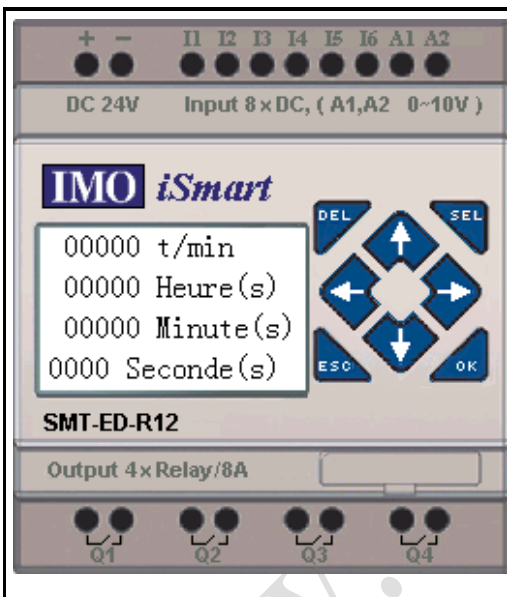 + − I1 I2 I3 I4 I5 I6 A1 A2
DC 24V Input 8×DC, ( A1,A2 0~10V )
IMO iSmart
DEL SEL
00000 t/min
00000 Heure(s)
00000 Minute(s)
0000 Seconde(s)
ESC OK
SMT-ED-R12
Output 4×Relay/8A
Q1 Q2 Q3 Q4